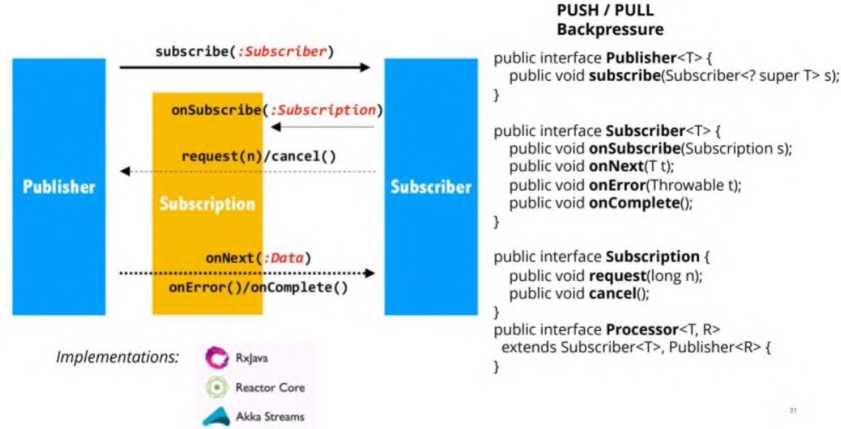 PUSH / PULL
Backpressure
subscribe(:Subscriber)
onSubscribe(:Subscription)
request(n)/cancel()
Publisher
Subscription
Subscriber
onNext(:Data)
onError()/onComplete()
Implementations:
RxJava
Reactor Core
Akka Streams
public interface Publisher<T> {
public void subscribe(Subscriber<? super T> s);
}
public interface Subscriber<T> {
public void onSubscribe(Subscription s);
public void onNext(T t);
public void onError(Throwable t);
public void onComplete();
}
public interface Subscription {
public void request(long n);
public void cancel();
}
public interface Processor<T, R>
extends Subscriber<T>, Publisher<R> {
}
31